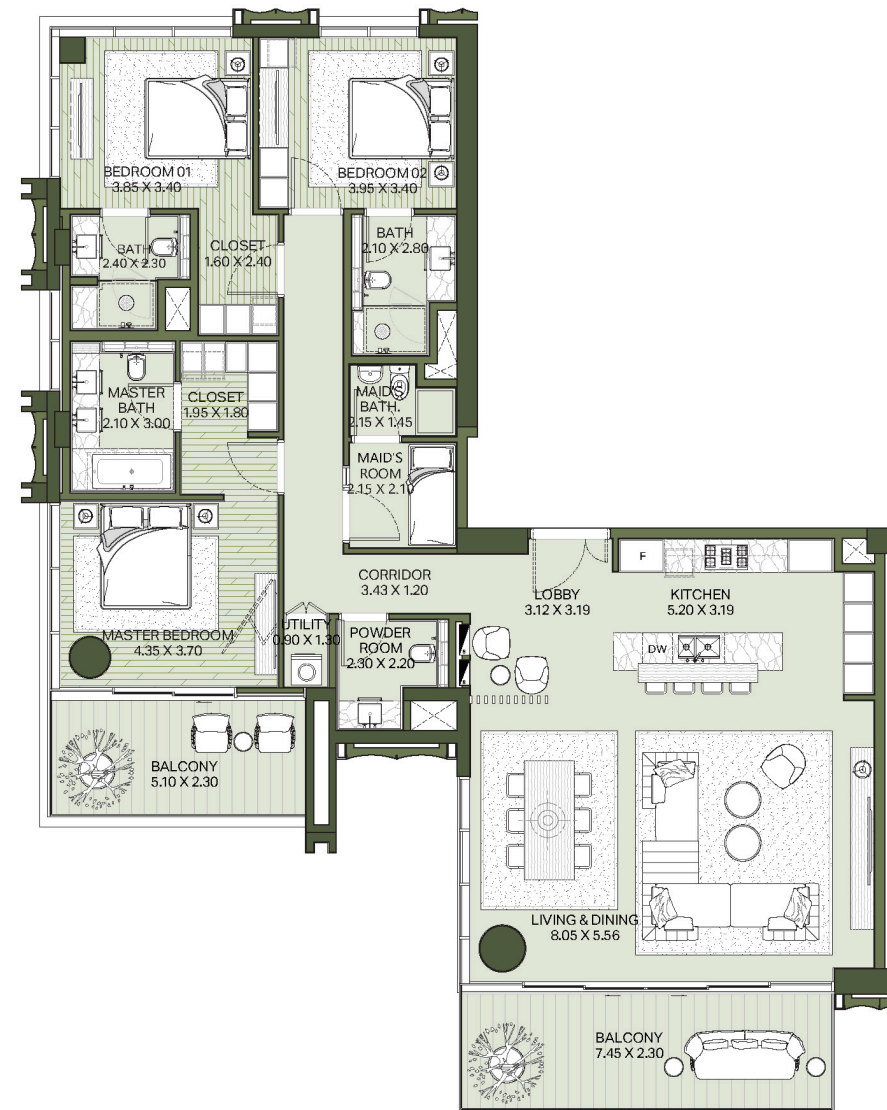 BEDROOM 01
3.85 X 3.40
BEDROOM 02
3.95 X 3.40
BATH
2.40 X 2.30
CLOSET
1.60 X 2.40
BATH
2.10 X 2.80
MASTER
BATH
2.10 X 3.00
CLOSET
1.95 X 1.80
MAID'S
BATH.
2.15 X 1.45
MAID'S
ROOM
2.15 X 2.10
CORRIDOR
3.43 X 1.20
LOBBY
3.12 X 3.19
F
KITCHEN
5.20 X 3.19
DW
MASTER BEDROOM
4.35 X 3.70
UTILITY
0.90 X 1.30
POWDER
ROOM
2.30 X 2.20
BALCONY
5.10 X 2.30
LIVING & DINING
8.05 X 5.56
BALCONY
7.45 X 2.30